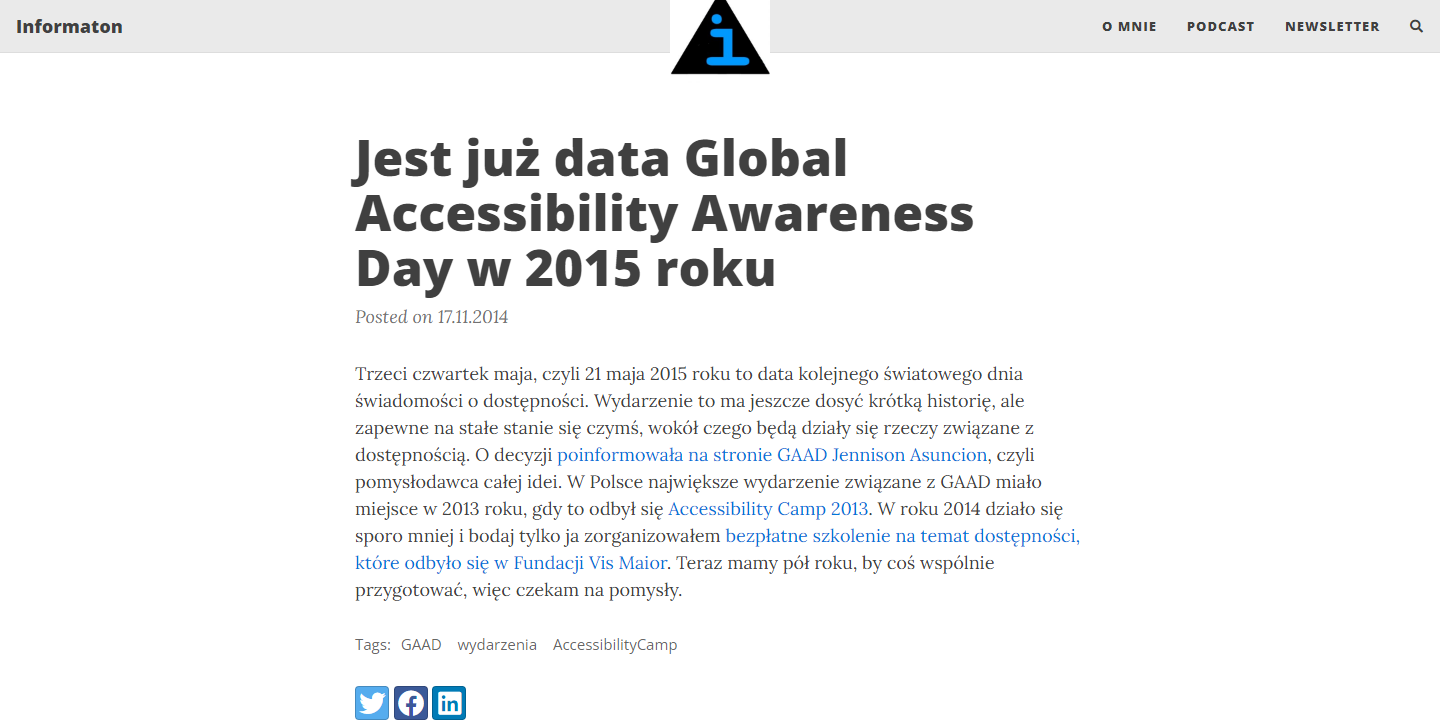 Informaton
i
O MNIE
PODCAST
NEWSLETTER
Jest już data Global
Accessibility Awareness
Day w 2015 roku
Posted on 17.11.2014
Trzeci czwartek maja, czyli 21 maja 2015 roku to data kolejnego światowego dnia
świadomości o dostępności. Wydarzenie to ma jeszcze dosyć krótką historię, ale
zapewne na stałe stanie się czymś, wokół czego będą działy się rzeczy związane z
dostępnością. O decyzji poinformowała na stronie GAAD Jennison Asuncion, czyli
pomysłodawca całej idei. W Polsce największe wydarzenie związane z GAAD miało
miejsce w 2013 roku, gdy to odbył się Accessibility Camp 2013. W roku 2014 działo się
sporo mniej i bodaj tylko ja zorganizowałem bezpłatne szkolenie na temat dostępności,
które odbyło się w Fundacji Vis Maior. Teraz mamy pół roku, by coś wspólnie
przygotować, więc czekam na pomysły.
Tags: GAAD wydarzenia AccessibilityCamp
in